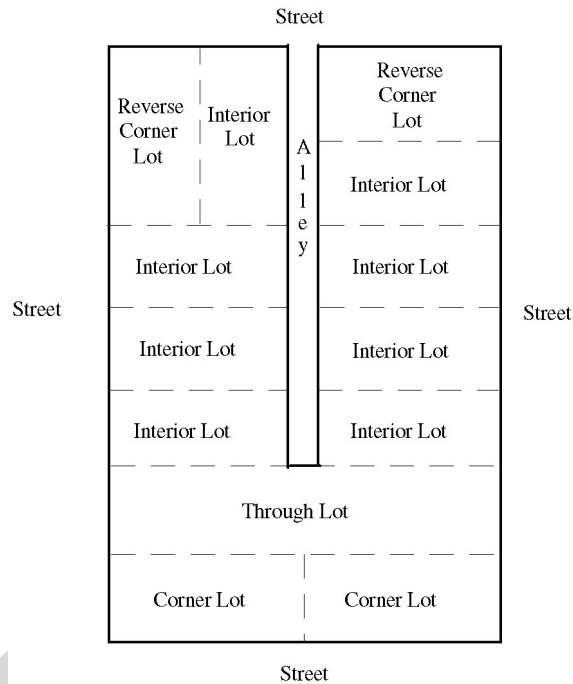 Street
Reverse
Corner
Lot
Interior
Lot
Alley
Reverse
Corner
Lot
Interior Lot
Interior Lot
Interior Lot
Street
Street
Interior Lot
Interior Lot
Interior Lot
Interior Lot
Through Lot
Corner Lot
Corner Lot
Street